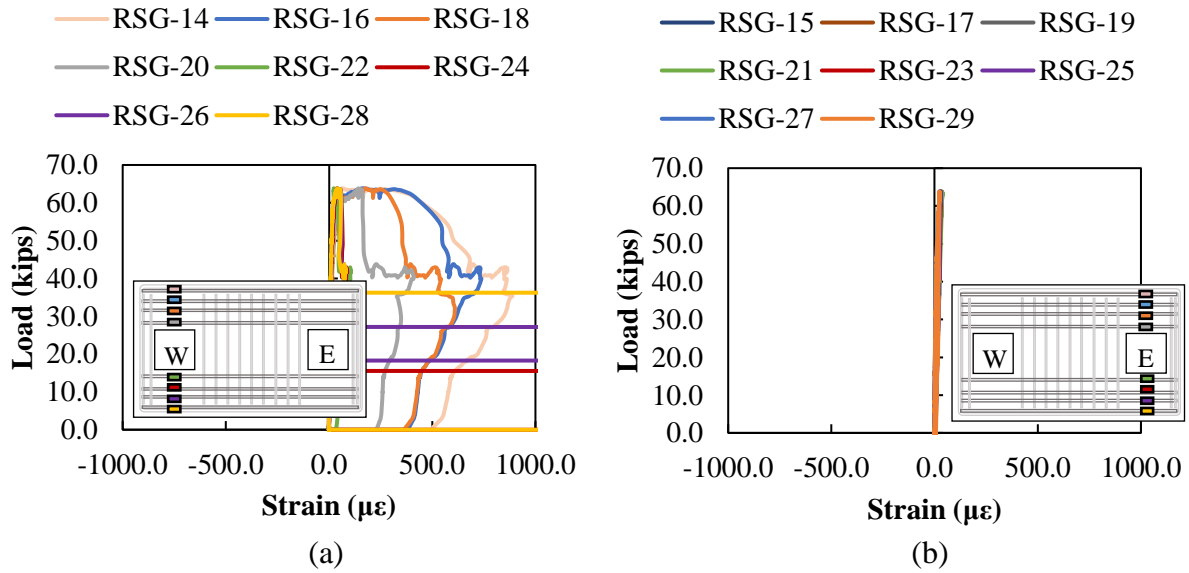 RSG-14 RSG-16 RSG-18
RSG-20 RSG-22 RSG-24
RSG-26 RSG-28
70.0
60.0
50.0
40.0
30.0
20.0
10.0
0.0
Load (kips)
W E
-1000.0 -500.0 0.0 500.0 1000.0
Strain (με)
(a)
RSG-15 RSG-17 RSG-19
RSG-21 RSG-23 RSG-25
RSG-27 RSG-29
70.0
60.0
50.0
40.0
30.0
20.0
10.0
0.0
Load (kips)
W E
-1000.0 -500.0 0.0 500.0 1000.0
Strain (με)
(b)